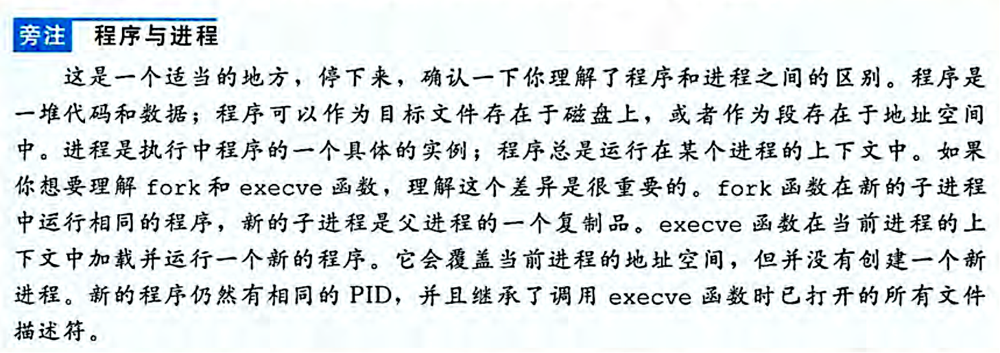 旁注 程序与进程
这是一个适当的地方，停下来，确认一下你理解了程序和进程之间的区别。程序是
一堆代码和数据；程序可以作为目标文件存在于磁盘上，或者作为段存在于地址空间
中。进程是执行中程序的一个具体的实例；程序总是运行在某个进程的上下文中。如果
你想要理解 fork 和 execve 函数，理解这个差异是很重要的。fork 函数在新的子进程
中运行相同的程序，新的子进程是父进程的一个复制品。execve 函数在当前进程的上
下文中加载并运行一个新的程序。它会覆盖当前进程的地址空间，但并没有创建一个新
进程。新的程序仍然有相同的 PID，并且继承了调用 execve 函数时已打开的所有文件
描述符。